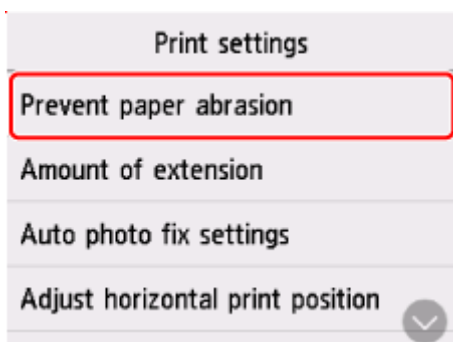 Print settings
Prevent paper abrasion
Amount of extension
Auto photo fix settings
Adjust horizontal print position